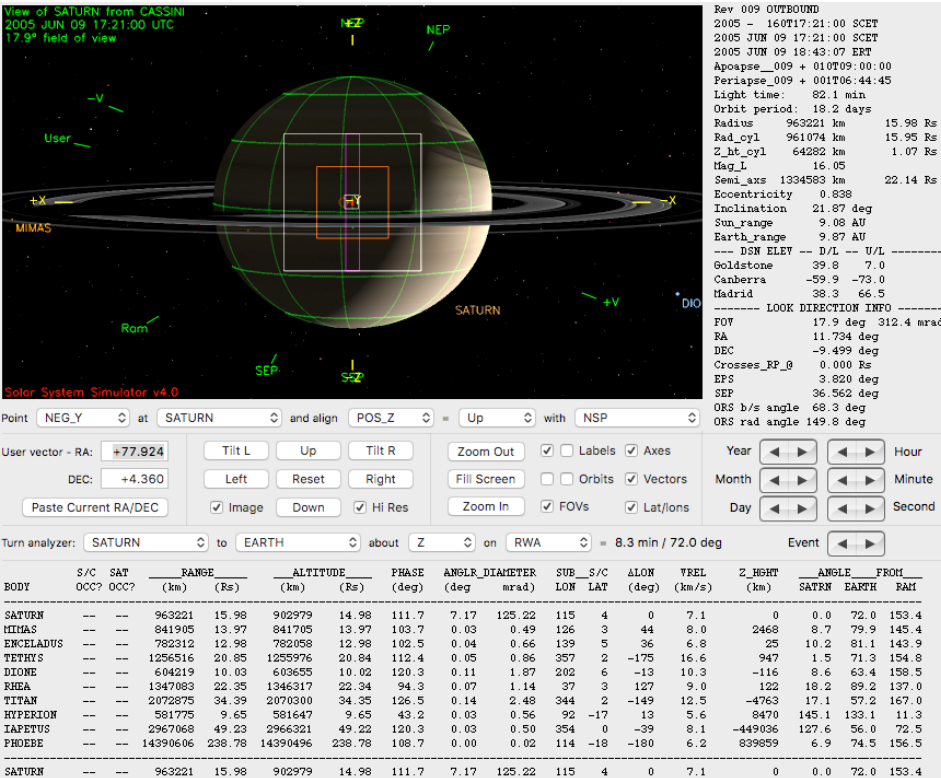 View of SATURN from CASSINI
2005 JUN 09 17:21:00 UTC
17.9° field of view
+Z
NEP
-V
User
+X
-Y
-X
MIMAS
+V
DIO
SATURN
Ram
SEP
-Z
Solar System Simulator v4.0
Rev 009 OUTBOUND
2005 - 160T17:21:00 SCET
2005 JUN 09 17:21:00 SCET
2005 JUN 09 18:43:07 ERT
Apoapse__009 + 010T09:00:00
Periapse_009 + 001T06:44:45
Light time: 82.1 min
Orbit period: 18.2 days
Radius 963221 km 15.98 Rs
Rad_cyl 961074 km 15.95 Rs
Z_ht_cyl 64282 km 1.07 Rs
Mag_L 16.05
Semi_axs 1334583 km 22.14 Rs
Eccentricity 0.838
Inclination 21.87 deg
Sun_range 9.08 AU
Earth_range 9.87 AU
--- DSN ELEV -- D/L -- U/L --------
Goldstone 39.8 7.0
Canberra -59.9 -73.0
Madrid 38.3 66.5
------- LOOK DIRECTION INFO -------
FOV 17.9 deg 312.4 mrad
RA 11.734 deg
DEC -9.499 deg
Crosses_RP_@ 0.000 Rs
EPS 3.820 deg
SEP 36.562 deg
ORS b/s angle 68.3 deg
ORS rad angle 149.8 deg
Point NEG_Y at SATURN and align POS_Z = Up with NSP
User vector - RA: +77.924 Tilt L Up Tilt R Zoom Out Labels Axes Year Hour
DEC: +4.360 Left Reset Right Fill Screen Orbits Vectors Month Minute
Paste Current RA/DEC Image Down Hi Res Zoom In FOVs Lat/lons Day Second
Turn analyzer: SATURN to EARTH about Z on RWA = 8.3 min / 72.0 deg Event
S/C SAT ____RANGE____ ____ALTITUDE____ PHASE ANGLR_DIAMETER SUB__S/C ΔLON VREL Z_HGHT ____ANGLE____FROM____
BODY OCC? OCC? (km) (Rs) (km) (Rs) (deg) (deg mrad) LON LAT (deg) (km/s) (km) SATRN EARTH RAM
SATURN -- -- 963221 15.98 902979 14.98 111.7 7.17 125.22 115 4 0 7.1 0 0.0 72.0 153.4
MIMAS -- -- 841905 13.97 841705 13.97 103.7 0.03 0.49 126 3 44 8.0 2468 8.7 79.9 145.4
ENCELADUS -- -- 782312 12.98 782058 12.98 102.5 0.04 0.66 139 5 36 6.8 25 10.2 81.1 143.9
TETHYS -- -- 1256516 20.85 1255976 20.84 112.4 0.05 0.86 357 2 -175 16.6 947 1.5 71.3 154.8
DIONE -- -- 604219 10.03 603655 10.02 120.3 0.11 1.87 202 6 -13 10.3 -116 8.6 63.4 158.5
RHEA -- -- 1347083 22.35 1346317 22.34 94.3 0.07 1.14 37 3 127 9.0 122 18.2 89.2 137.0
TITAN -- -- 2072875 34.39 2070300 34.35 126.5 0.14 2.48 344 2 -149 12.5 -4763 17.1 57.2 167.0
HYPERION -- -- 581775 9.65 581647 9.65 43.2 0.03 0.56 92 -17 13 5.6 8470 145.1 133.1 11.3
IAPETUS -- -- 2967068 49.23 2966321 49.22 120.3 0.03 0.50 354 0 -39 8.1 -449036 127.6 56.0 72.5
PHOEBE -- -- 14390606 238.78 14390496 238.78 108.7 0.00 0.02 114 -18 -180 6.2 839859 6.9 74.5 156.5
SATURN -- -- 963221 15.98 902979 14.98 111.7 7.17 125.22 115 4 0 7.1 0 0.0 72.0 153.4